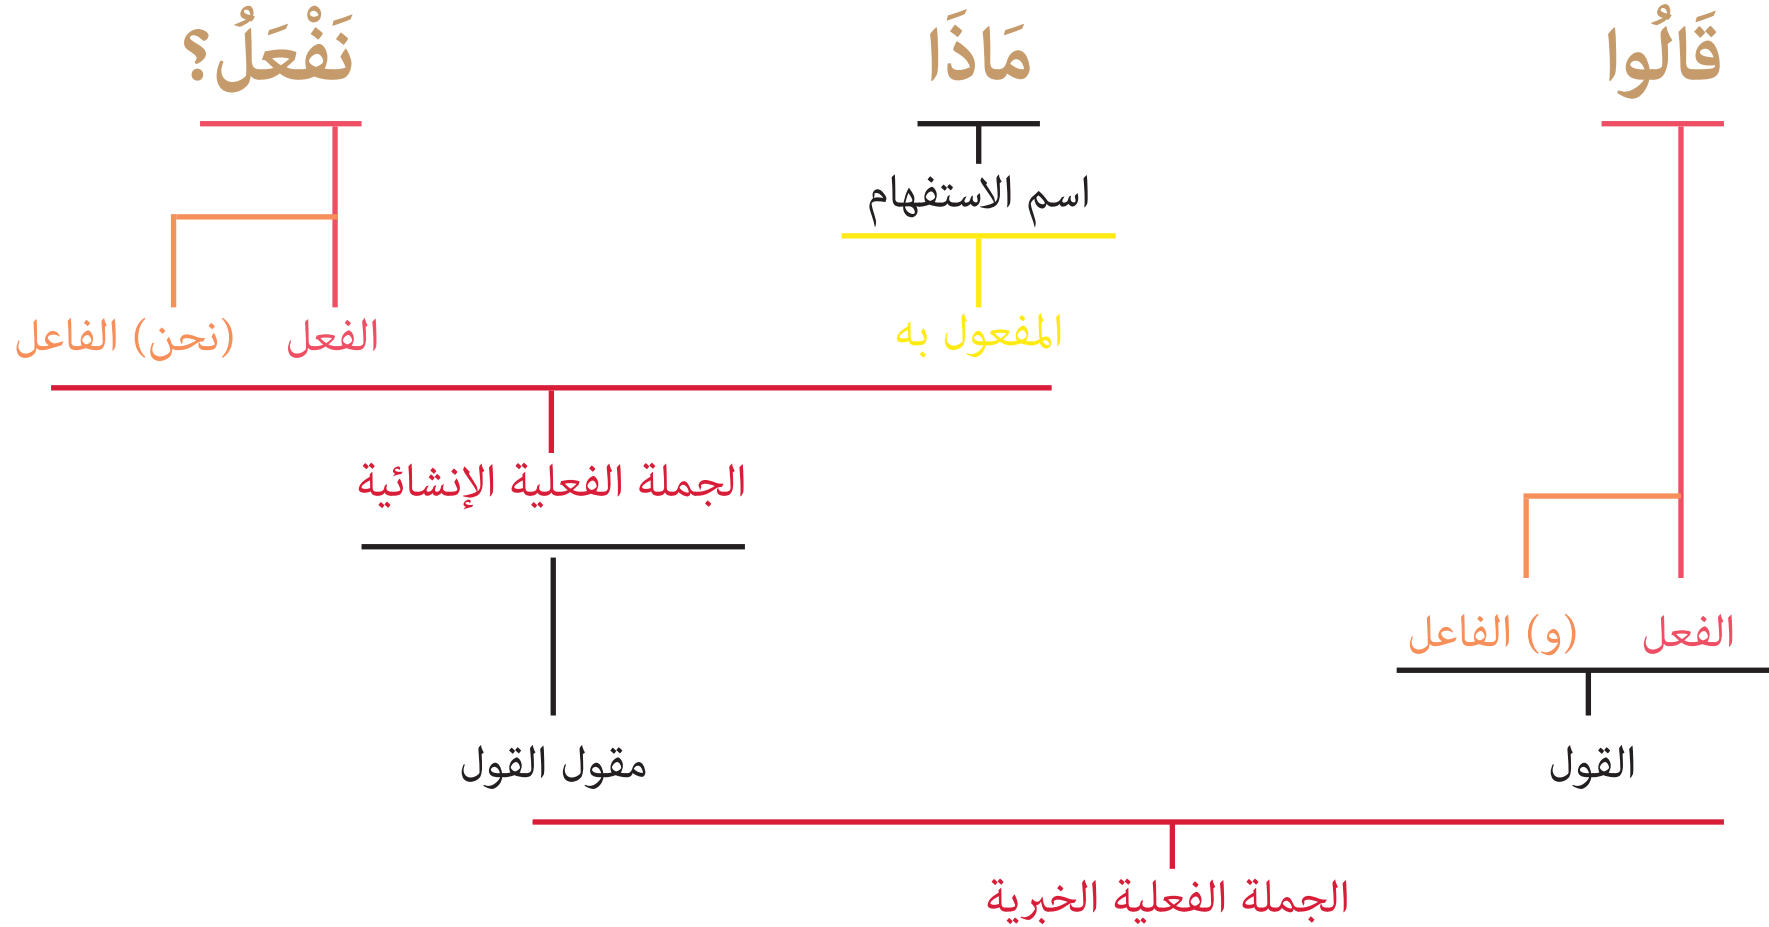 قَالُوا مَاذَا نَفْعَلُ؟
اسم الاستفهام
المفعول به الفعل (نحن) الفاعل
الجملة الفعلية الإنشائية
الفعل (و) الفاعل
القول مقول القول
الجملة الفعلية الخبرية